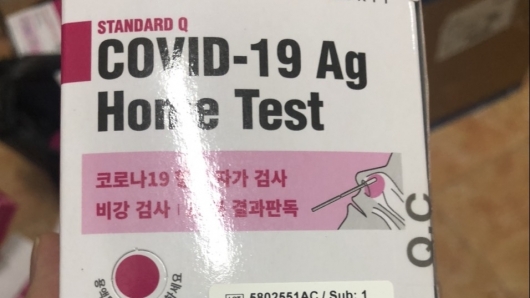 STANDARD Q
COVID-19 Ag
Home Test
코로나19 자가 검사
비강 검사 결과판독
Q.C
5802551AC / Sub: 1